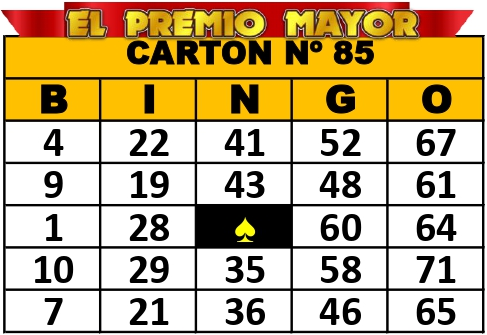 EL PREMIO MAYOR
CARTON Nº 85
B I N G O
4 22 41 52 67
9 19 43 48 61
1 28 ♠ 60 64
10 29 35 58 71
7 21 36 46 65